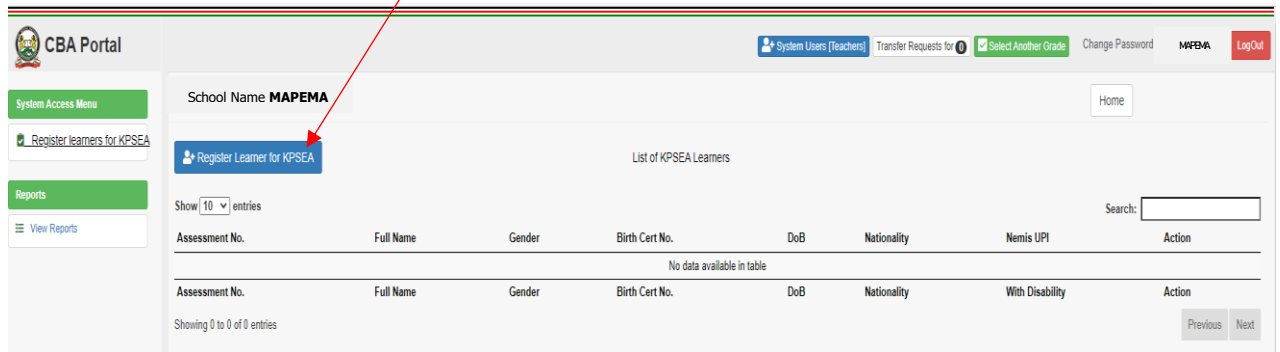 CBA Portal
System Users [Teachers] Transfer Requests for 0 Select Another Grade Change Password MAPEMA LogOut
System Access Menu
Register learners for KPSEA
Reports
View Reports
School Name MAPEMA
Home
Register Learner for KPSEA
List of KPSEA Learners
Show 10 entries
Search:
Assessment No. Full Name Gender Birth Cert No. DoB Nationality Nemis UPI Action
No data available in table
Assessment No. Full Name Gender Birth Cert No. DoB Nationality With Disability Action
Showing 0 to 0 of 0 entries
Previous Next